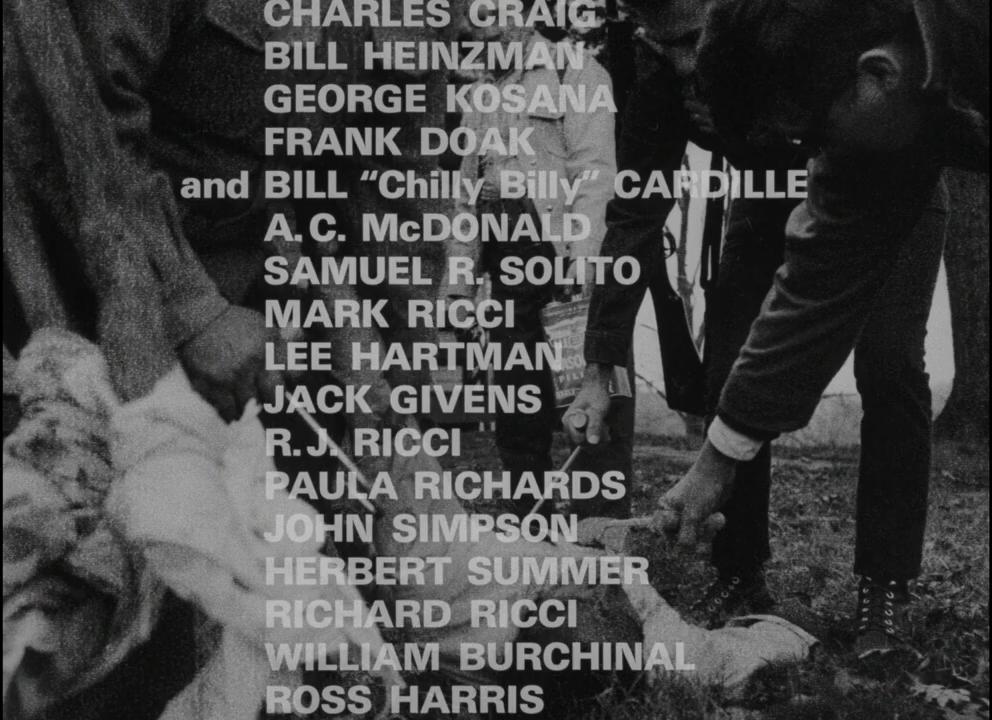 CHARLES CRAIG
BILL HEINZMAN
GEORGE KOSANA
FRANK DOAK
and BILL “Chilly Billy” CARDILLE
A.C. McDONALD
SAMUEL R. SOLITO
MARK RICCI
LEE HARTMAN
JACK GIVENS
R.J. RICCI
PAULA RICHARDS
JOHN SIMPSON
HERBERT SUMMER
RICHARD RICCI
WILLIAM BURCHINAL
ROSS HARRIS